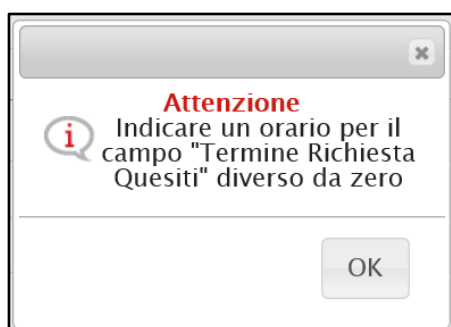 Attenzione
Indicare un orario per il
campo "Termine Richiesta
Quesiti" diverso da zero
OK